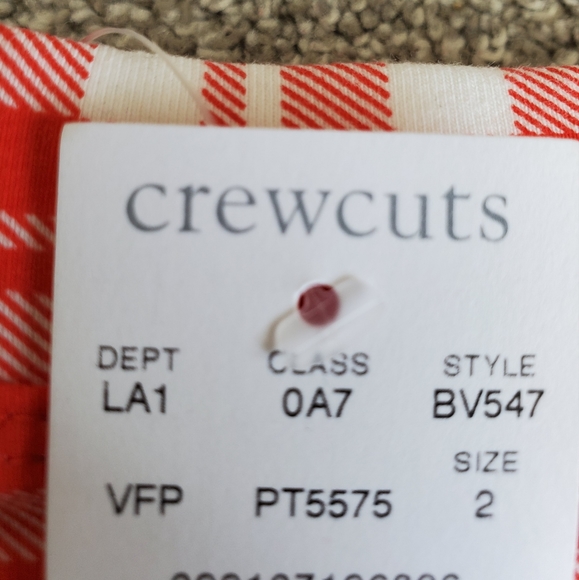 crewcuts
DEPT CLASS STYLE
LA1 0A7 BV547
SIZE
VFP PT5575 2